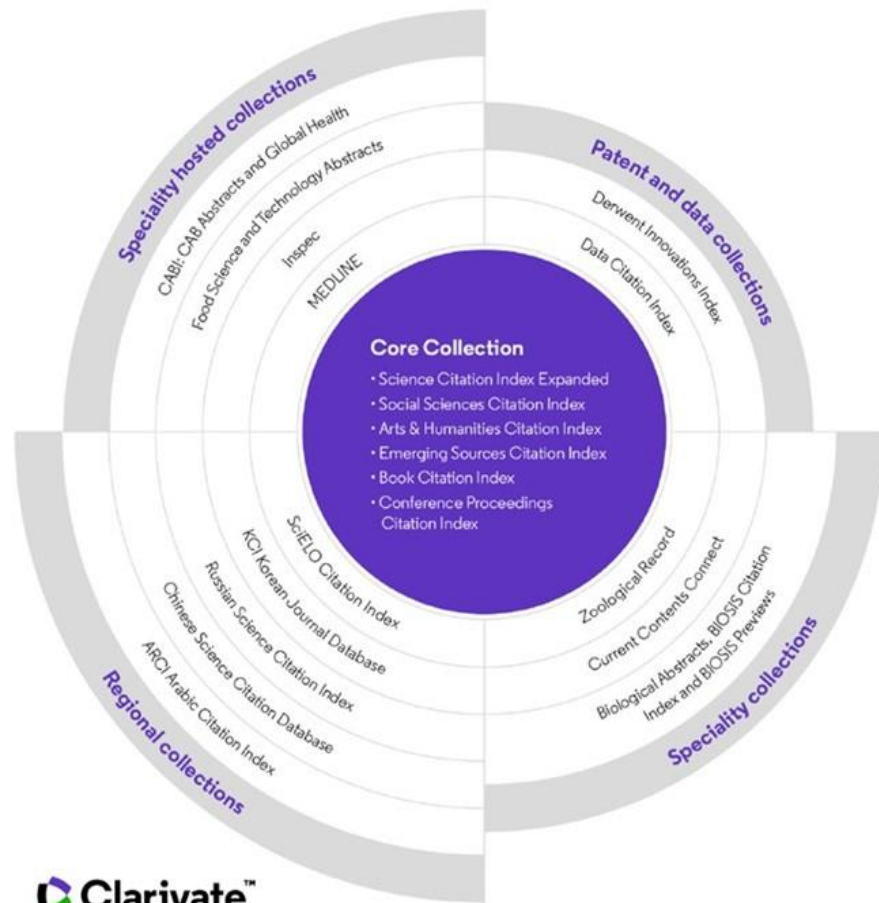 Speciality hosted collections
CABI: CAB Abstracts and Global Health
Food Science and Technology Abstracts
Inspec
MEDLINE
Patent and data collections
Derwent Innovations Index
Data Citation Index
Core Collection
• Science Citation Index Expanded
• Social Sciences Citation Index
• Arts & Humanities Citation Index
• Emerging Sources Citation Index
• Book Citation Index
• Conference Proceedings
Citation Index
SciELO Citation Index
KCI Korean Journal Database
Russian Science Citation Index
Chinese Science Citation Database
ARCI Arabic Citation Index
Regional collections
Zoological Record
Current Contents Connect
Biological Abstracts, BIOSIS Citation
Index and BIOSIS Previews
Speciality collections
Clarivate™